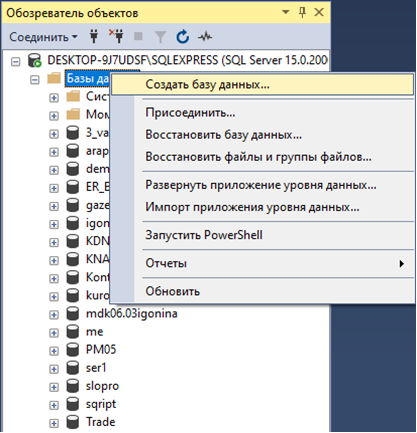 Обозреватель объектов
Соединить
DESKTOP-9J7UDSF\SQLEXPRESS (SQL Server 15.0.200
Базы да
Создать базу данных...
Сист
Мом
Присоединить...
3_va
Восстановить базу данных...
arap
Восстановить файлы и группы файлов...
dem
ER_E
Развернуть приложение уровня данных...
gaze
Импорт приложения уровня данных...
igon
KDN
Запустить PowerShell
KNA
Kont
Отчеты
kuro
Обновить
mdk06.03igonina
me
PM05
ser1
slopro
sqript
Trade